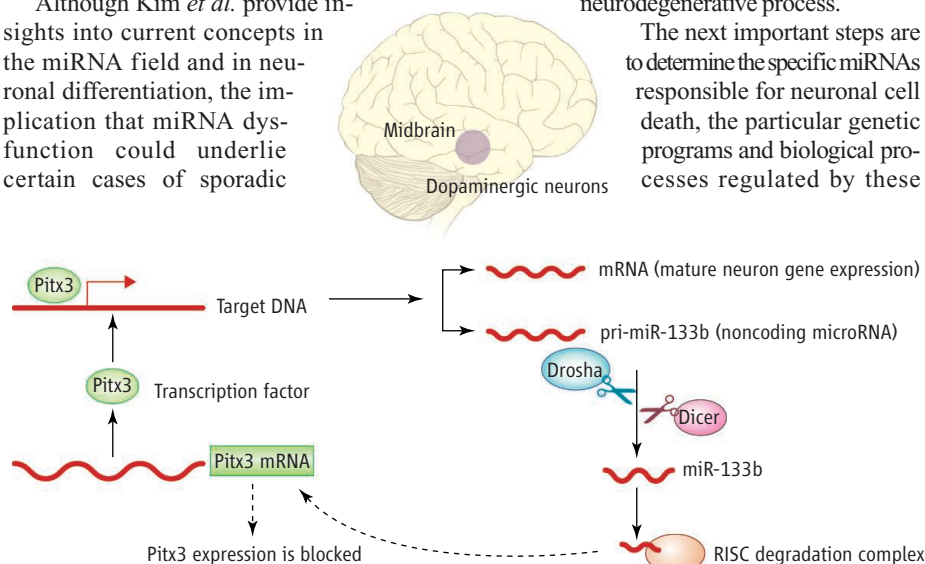 Although Kim et al. provide in-
sights into current concepts in
the miRNA field and in neu-
ronal differentiation, the im-
plication that miRNA dys-
function could underlie
certain cases of sporadic
neurodegenerative process.
The next important steps are
to determine the specific miRNAs
responsible for neuronal cell
death, the particular genetic
programs and biological pro-
cesses regulated by these
Midbrain
Dopaminergic neurons
Pitx3
Target DNA
mRNA (mature neuron gene expression)
pri-miR-133b (noncoding microRNA)
Drosha
Dicer
Pitx3
Transcription factor
Pitx3 mRNA
miR-133b
Pitx3 expression is blocked
RISC degradation complex